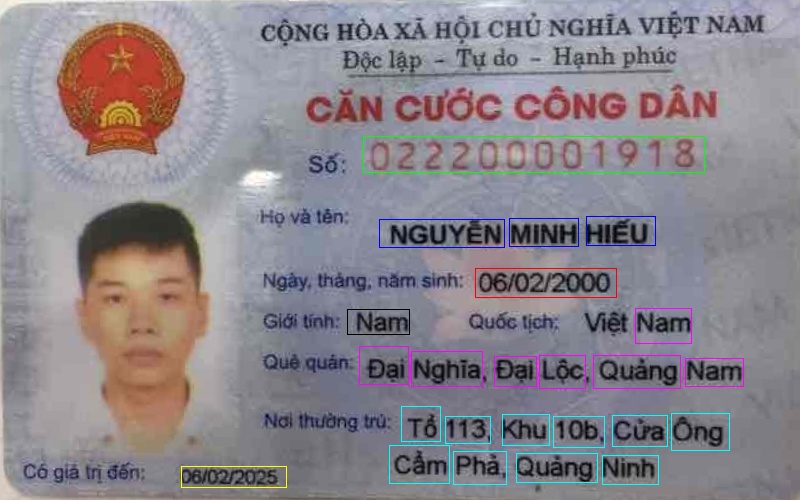 CỘNG HÒA XÃ HỘI CHỦ NGHĨA VIỆT NAM
Độc lập - Tự do - Hạnh phúc
CĂN CƯỚC CÔNG DÂN
Số: 022200001918
Họ và tên: NGUYỄN MINH HIẾU
Ngày, tháng, năm sinh: 06/02/2000
Giới tính: Nam Quốc tịch: Việt Nam
Quê quán: Đại Nghĩa, Đại Lộc, Quảng Nam
Nơi thường trú: Tổ 113, Khu 10b, Cửa Ông
Cẩm Phả, Quảng Ninh
Có giá trị đến: 06/02/2025